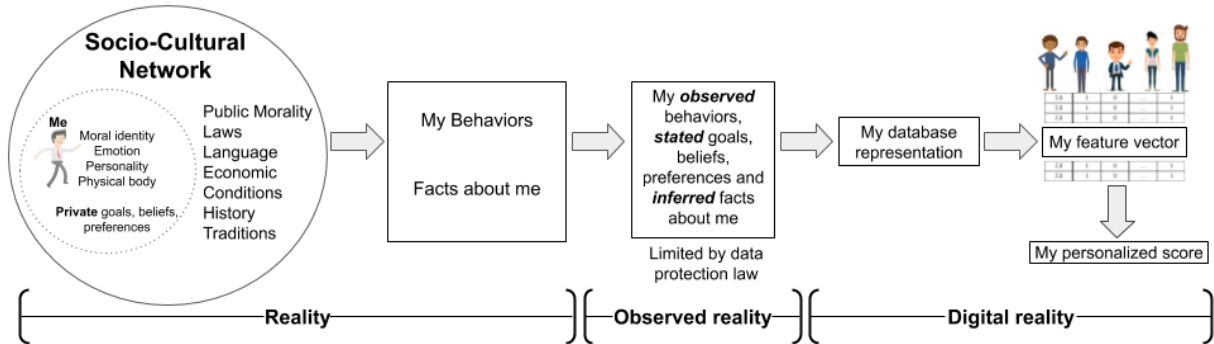 Socio-Cultural
Network
Me
Moral identity
Emotion
Personality
Physical body
Private goals, beliefs,
preferences
Public Morality
Laws
Language
Economic
Conditions
History
Traditions
My Behaviors
Facts about me
My observed
behaviors,
stated goals,
beliefs,
preferences and
inferred facts
about me
Limited by data
protection law
My database
representation
My feature vector
My personalized score
Reality
Observed reality
Digital reality